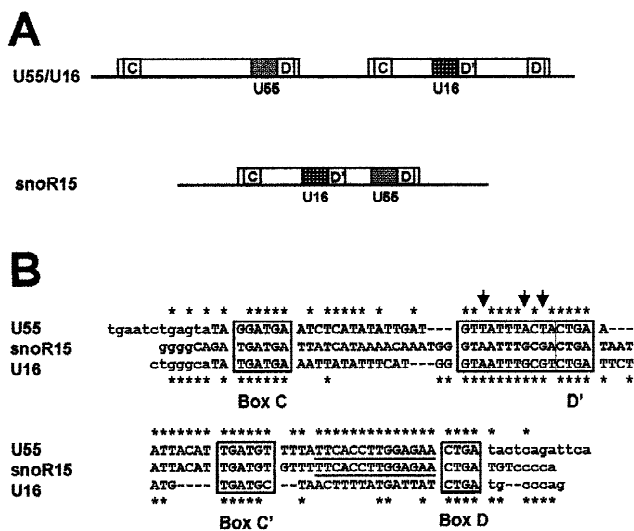 A
U55/U16
C
D
C
D'
D
U55
U16
snoR15
C
D'
D
U16
U55
B
* * * * ***** * ***** * * * ** **** * *****
U55 tgaatctgagtaTA GGATGA ATCTCATATATTGAT--- GTTATTTACTACTGA A---
snoR15 ggggCAGA TGATGA TTATCATAAAACAAATGG GTAATTTGCGACTGA TAAT
U16 ctgggcaTA TGATGA AATTATATTTCAT---GG GTAATTTGCGTCTGA TTCT
Box C
D'
U55 ATTACAT TGATGT TTTATTCACCTTGGAGAA CTGA tactcagattca
snoR15 ATTACAT TGATGT GTTTTTCACCTTGGAGAA CTGA TGTcccca
U16 ATG---- TGATGC --TAACTTTTATGATTAT CTGA tg--cccag
Box C'
Box D